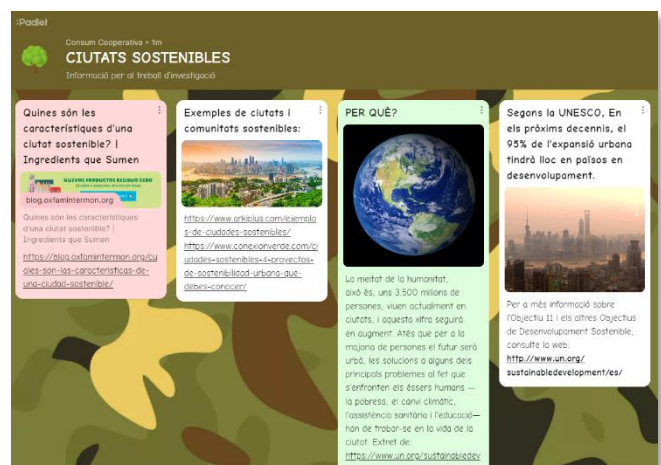 :Padlet
Consum Cooperativa • 1m
CIUTATS SOSTENIBLES
Informació per al treball d'investigació
Quines són les
característiques d'una
ciutat sostenible? |
Ingredients que Sumen
NUEVOS PRODUCTOS RESIDUO CERO
blog.oxfamintermon.org
Quines són les característiques
d'una ciutat sostenible? |
Ingredients que Sumen
https://blog.oxfamintermon.org/cu
ales-son-las-caracteristicas-de-
una-ciudad-sostenible/
Exemples de ciutats i
comunitats sostenibles:
https://www.arkiplus.com/ejemplo
s-de-ciudades-sostenibles/
https://www.conexionverde.com/ci
udades-sostenibles-4-proyectos-
de-sostenibilidad-urbana-que-
debes-conocer/
PER QUÈ?
La meitat de la humanitat,
això és, uns 3.500 milions de
persones, viuen actualment en
ciutats, i aquesta xifra seguirà
en augment. Atès que per a la
majoria de persones el futur serà
urbà, les solucions a alguns dels
principals problemes al fet que
s'enfronten els éssers humans —
la pobresa, el canvi climàtic,
l'assistència sanitària i l'educació—
han de trobar-se en la vida de la
ciutat. Extret de:
https://www.un.org/sustainabledev
Segons la UNESCO, En
els pròxims decennis, el
95% de l'expansió urbana
tindrà lloc en països en
desenvolupament.
Per a més informació sobre
l'Objectiu 11 i els altres Objectius
de Desenvolupament Sostenible,
consulte la web:
http://www.un.org/
sustainabledevelopment/es/